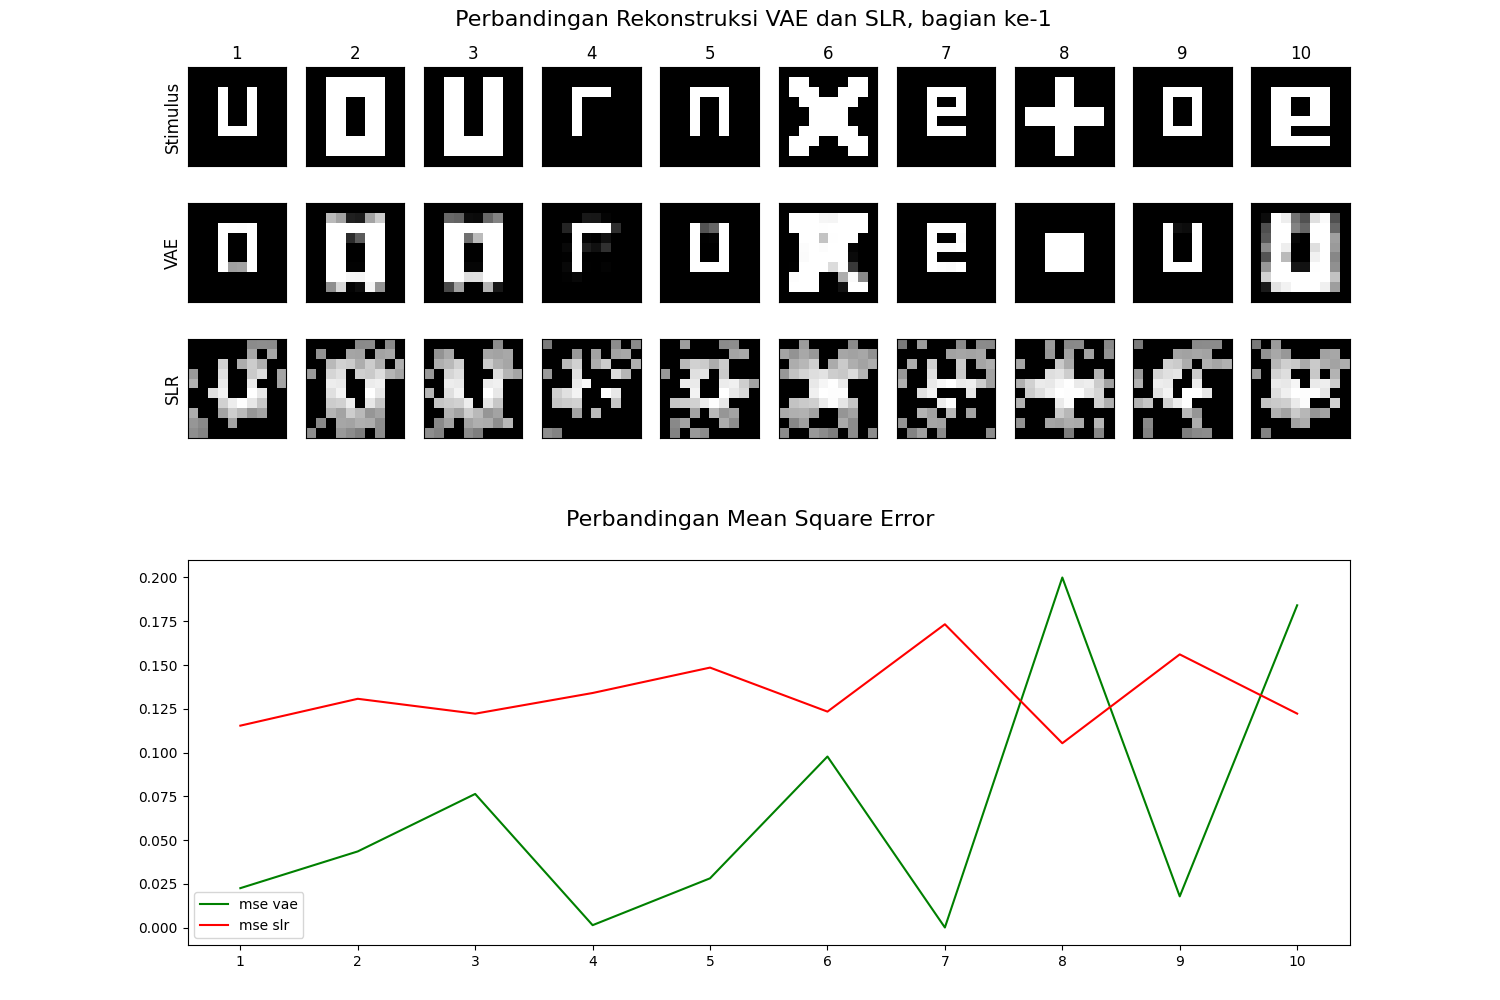 Perbandingan Rekonstruksi VAE dan SLR, bagian ke-1
1 2 3 4 5 6 7 8 9 10
Stimulus
VAE
SLR
Perbandingan Mean Square Error
0.200
0.175
0.150
0.125
0.100
0.075
0.050
0.025
0.000
mse vae
mse slr
1 2 3 4 5 6 7 8 9 10